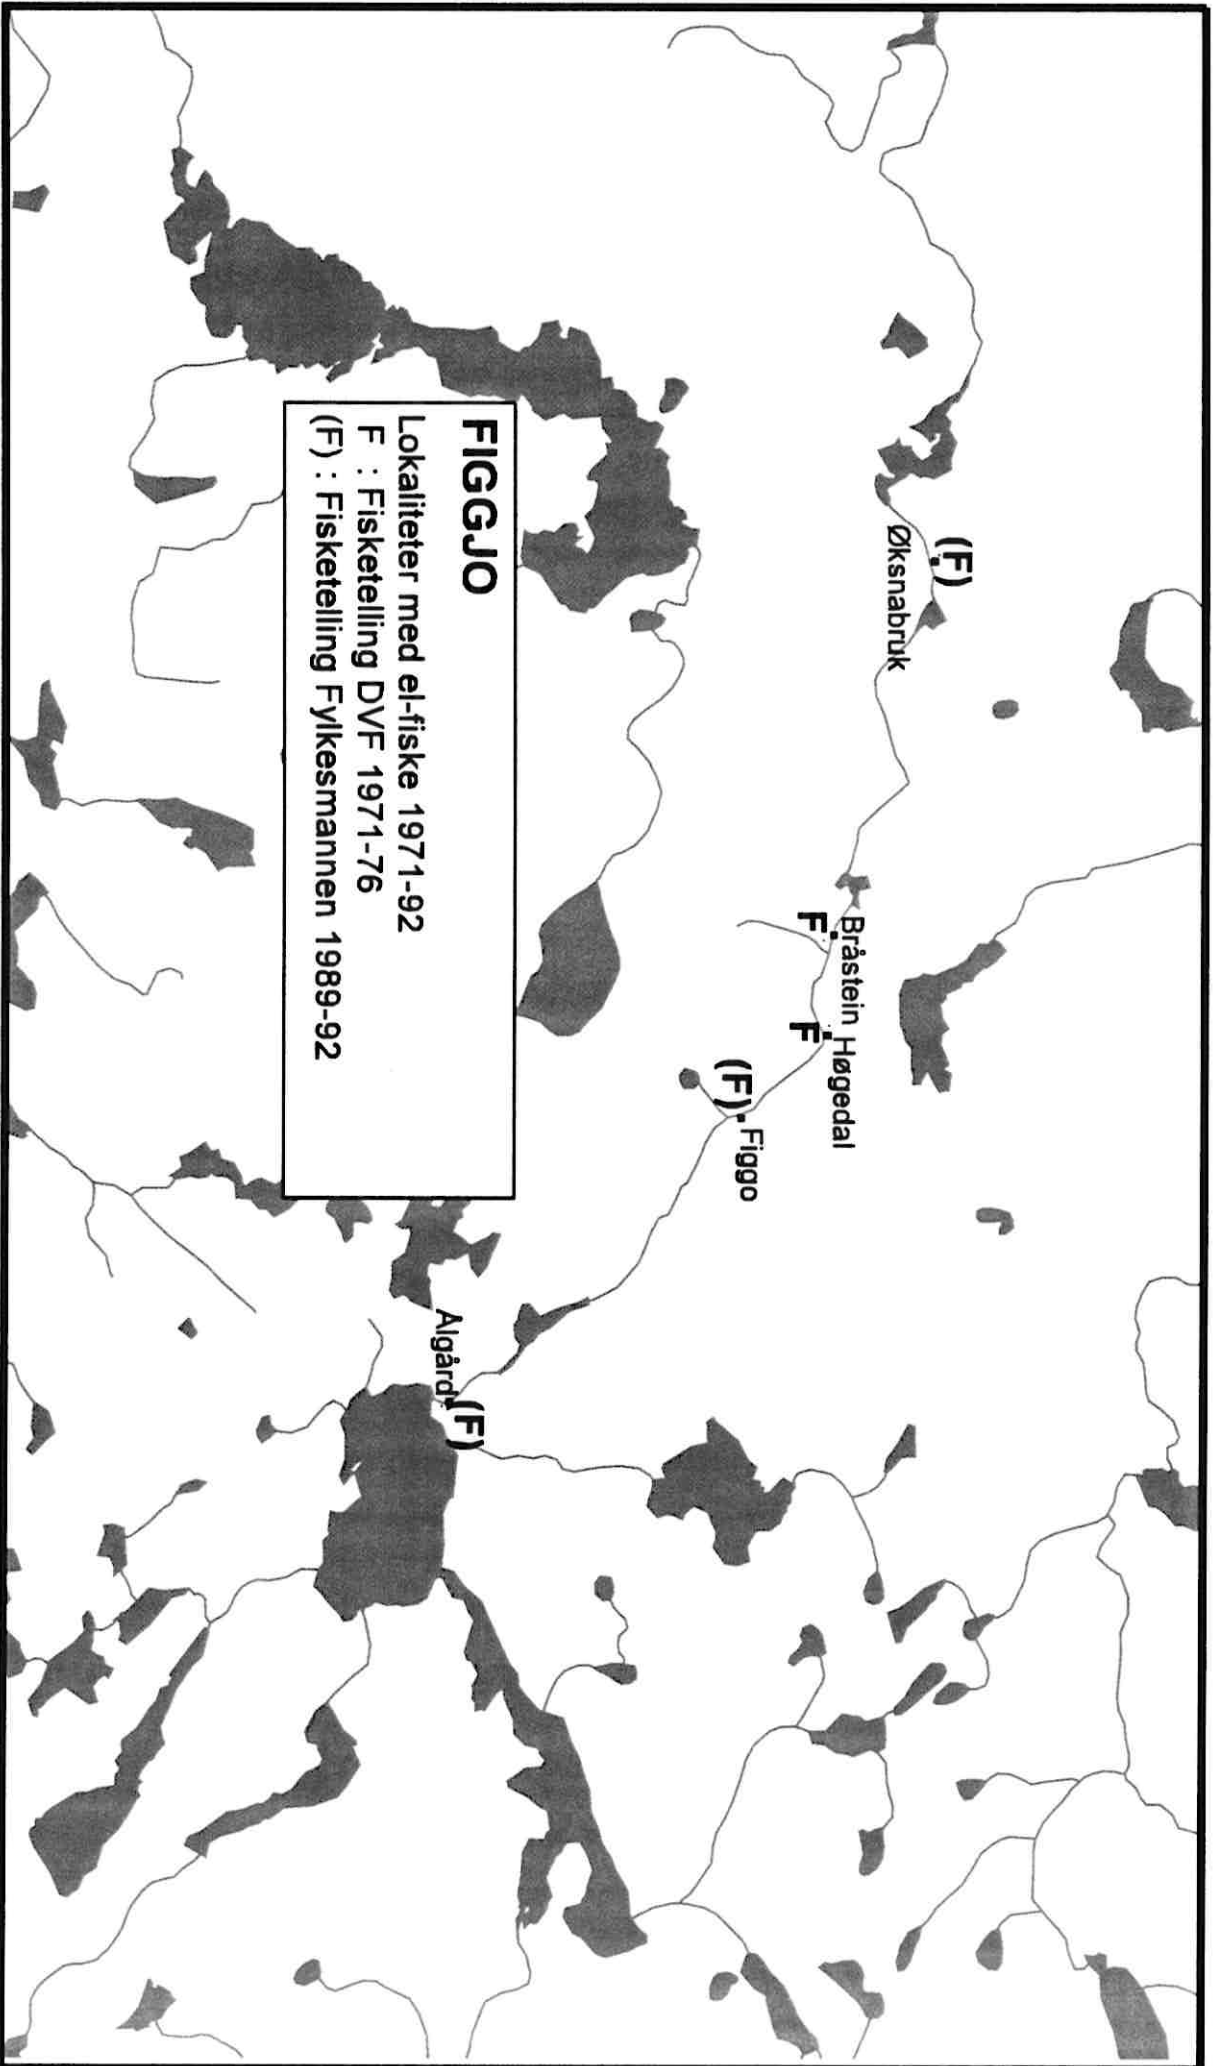 (F)
Øksnabruk
Bråstein
F
Høgedal
F
(F)
Figgo
Ålgård
(F)
FIGGJO
Lokaliteter med el-fiske 1971-92
F : Fisketelling DVF 1971-76
(F) : Fisketelling Fylkesmannen 1989-92